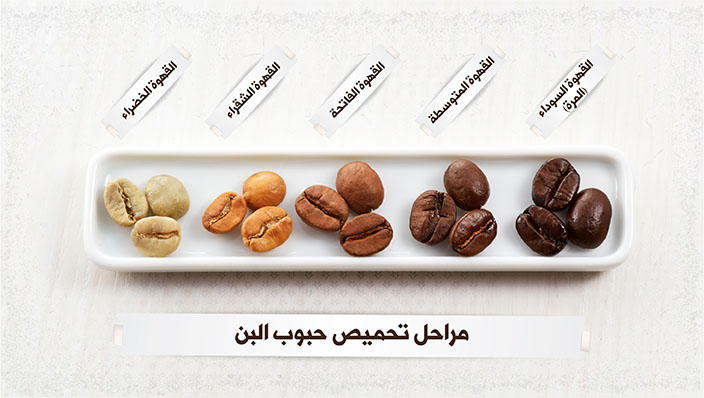 القهوة الخضراء
القهوة الشقراء
القهوة الفاتحة
القهوة المتوسطة
القهوة السوداء
(المرة)
مراحل تحميص حبوب البن